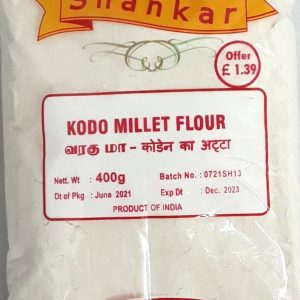 Shankar
Offer
£ 1.39
KODO MILLET FLOUR
வரகு மா - कोडेन का अट्टा
Nett. Wt : 400g
Batch No. : 0721SH13
Dt of Pkg : June 2021
Exp Dt : Dec. 2023
PRODUCT OF INDIA